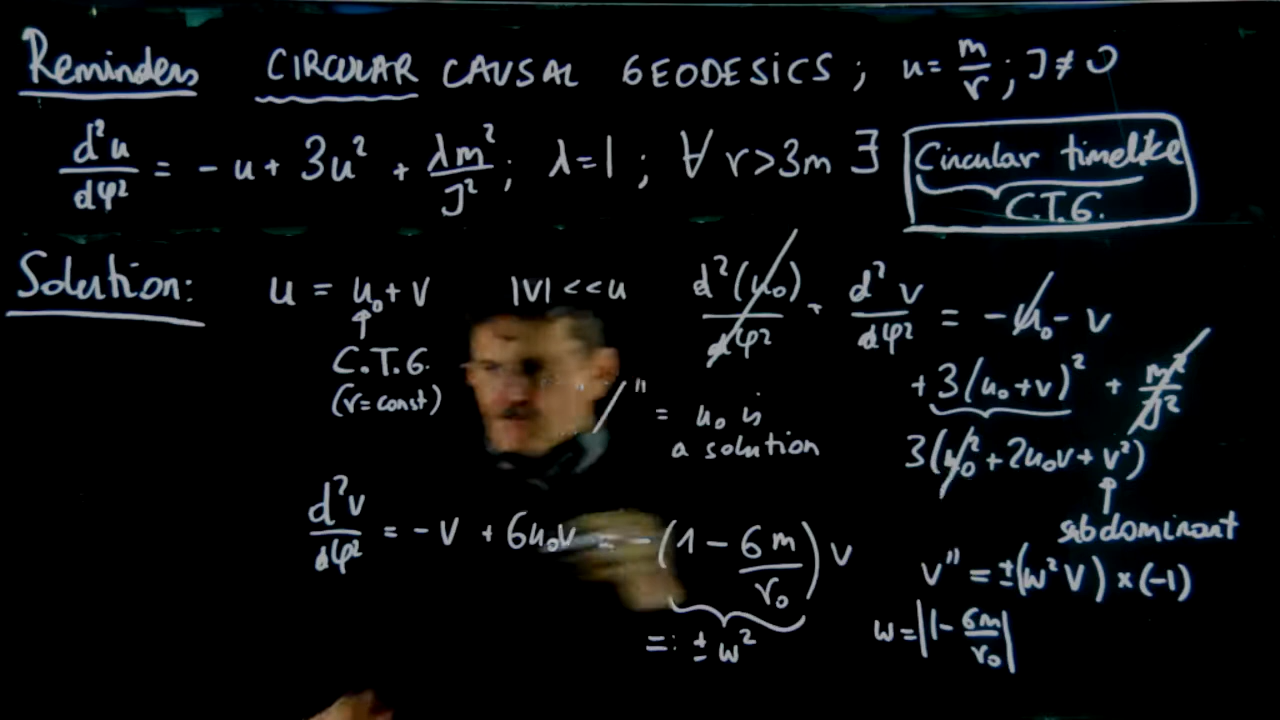 Reminders CIRCULAR CAUSAL GEODESICS ; u = m/r ; J ≠ 0
d²u/dφ² = - u + 3u² + λm²/J² ; λ=1 ; ∀ r>3m ∃ Circular timelike
C.T.G.
Solution: u = u₀ + v |v| << u d²(u₀)/dφ² + d²v/dφ² = - u₀ - v
C.T.G. + 3(u₀+v)² + m²/J²
(r=const) " = u₀ is
a solution 3(u₀² + 2u₀v + v²)
subdominant
d²v/dφ² = - v + 6u₀v = -(1 - 6m/r₀) v
v" = ±(w² v) × (-1)
=: ± w² w = |1 - 6m/r₀|